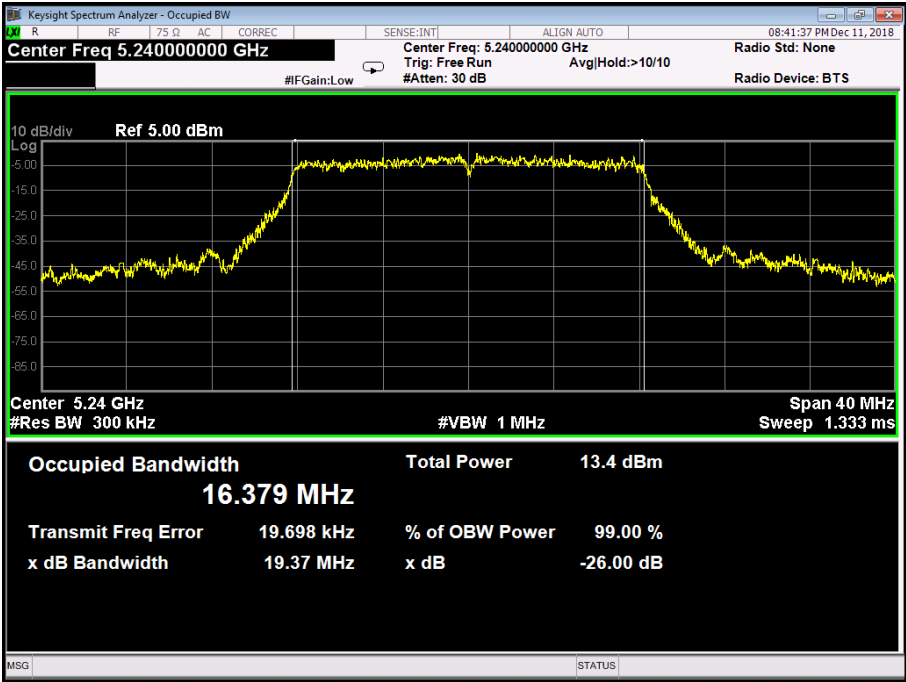 Keysight Spectrum Analyzer - Occupied BW
LXI R RF 75 Ω AC CORREC SENSE:INT ALIGN AUTO 08:41:37 PM Dec 11, 2018
Center Freq 5.240000000 GHz Center Freq: 5.240000000 GHz Radio Std: None
Trig: Free Run Avg|Hold:>10/10
#IFGain:Low #Atten: 30 dB Radio Device: BTS
10 dB/div Ref 5.00 dBm
Log
-5.00
-15.0
-25.0
-35.0
-45.0
-55.0
-65.0
-75.0
-85.0
Center 5.24 GHz Span 40 MHz
#Res BW 300 kHz #VBW 1 MHz Sweep 1.333 ms
Occupied Bandwidth Total Power 13.4 dBm
16.379 MHz
Transmit Freq Error 19.698 kHz % of OBW Power 99.00 %
x dB Bandwidth 19.37 MHz x dB -26.00 dB
MSG STATUS